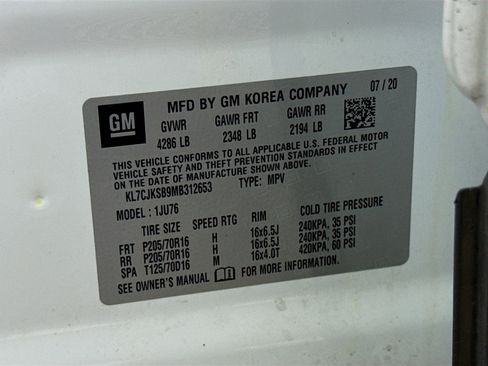 GM
MFD BY GM KOREA COMPANY 07 / 20
GVWR GAWR FRT GAWR RR
4286 LB 2348 LB 2194 LB
THIS VEHICLE CONFORMS TO ALL APPLICABLE U.S. FEDERAL MOTOR
VEHICLE SAFETY AND THEFT PREVENTION STANDARDS IN EFFECT ON THE
DATE OF MANUFACTURE SHOWN ABOVE.
KL7CJKSB9MB312653 TYPE: MPV
MODEL : 1JU76
TIRE SIZE SPEED RTG RIM COLD TIRE PRESSURE
FRT P205/70R16 H 16x6.5J 240KPA, 35 PSI
RR P205/70R16 H 16x6.5J 240KPA, 35 PSI
SPA T125/70D16 M 16x4.0T 420KPA, 60 PSI
SEE OWNER'S MANUAL FOR MORE INFORMATION.